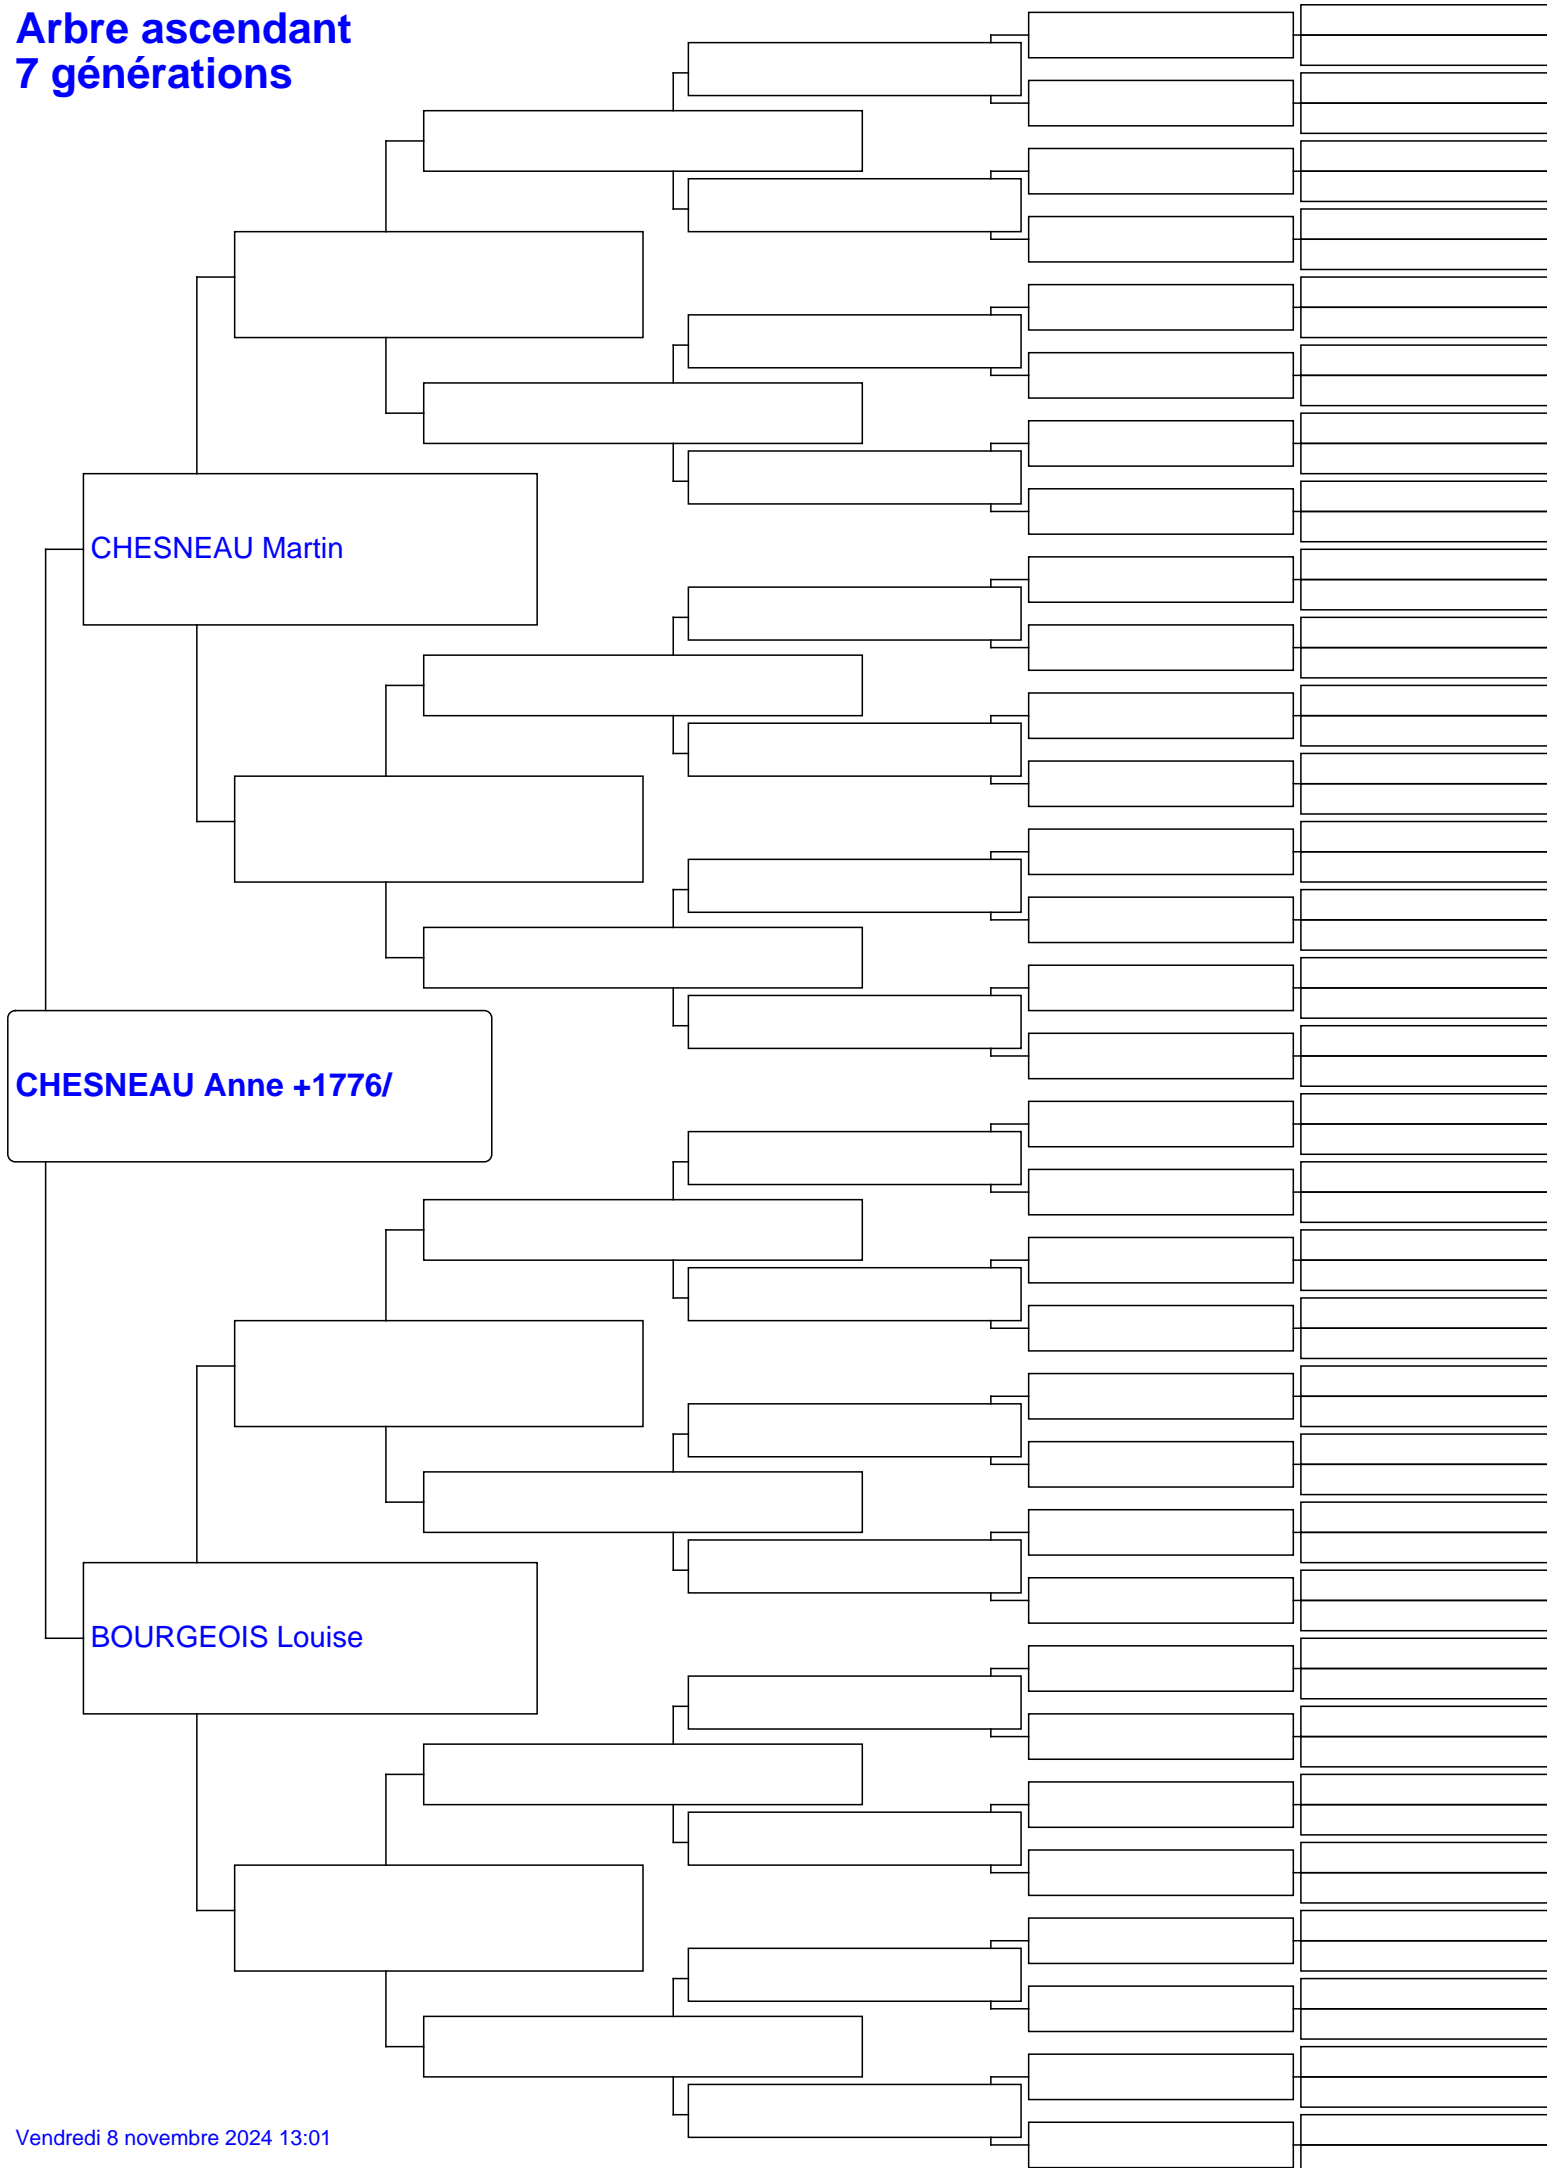 Arbre ascendant
7 générations
CHESNEAU Martin
CHESNEAU Anne +1776/
BOURGEOIS Louise
Vendredi 8 novembre 2024 13:01